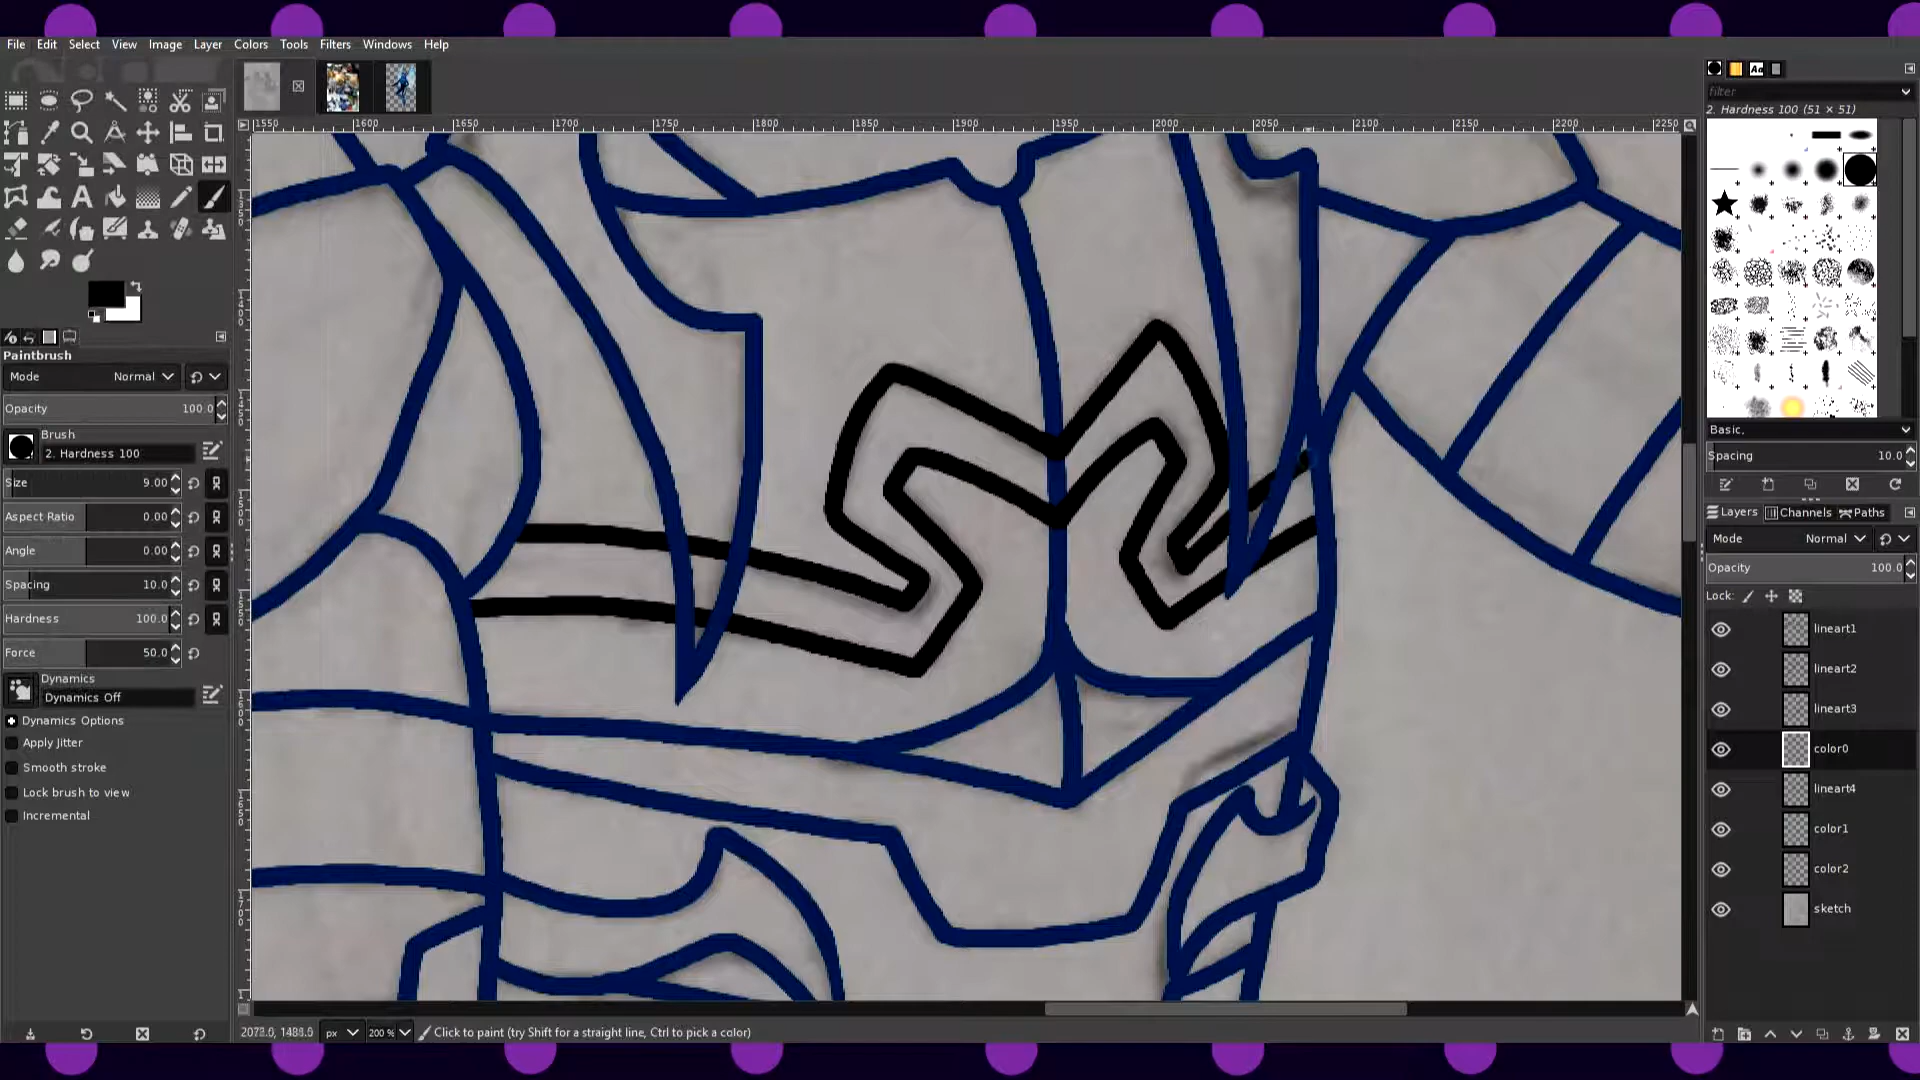 File Edit Select View Image Layer Colors Tools Filters Windows Help
filter
2. Hardness 100 (51 × 51)
1550 1600 1650 1700 1750 1800 1850 1900 1950 2000 2050 2100 2150 2200 2250
Paintbrush
Mode Normal
Opacity 100.0
Brush
2. Hardness 100
Size 9.00
Aspect Ratio 0.00
Angle 0.00
Spacing 10.0
Hardness 100.0
Force 50.0
Dynamics
Dynamics Off
Dynamics Options
Apply Jitter
Smooth stroke
Lock brush to view
Incremental
Basic,
Spacing 10.0
Layers Channels Paths
Mode Normal
Opacity 100.0
Lock:
lineart1
lineart2
lineart3
color0
lineart4
color1
color2
sketch
px 200 % Click to paint (try Shift for a straight line, Ctrl to pick a color)